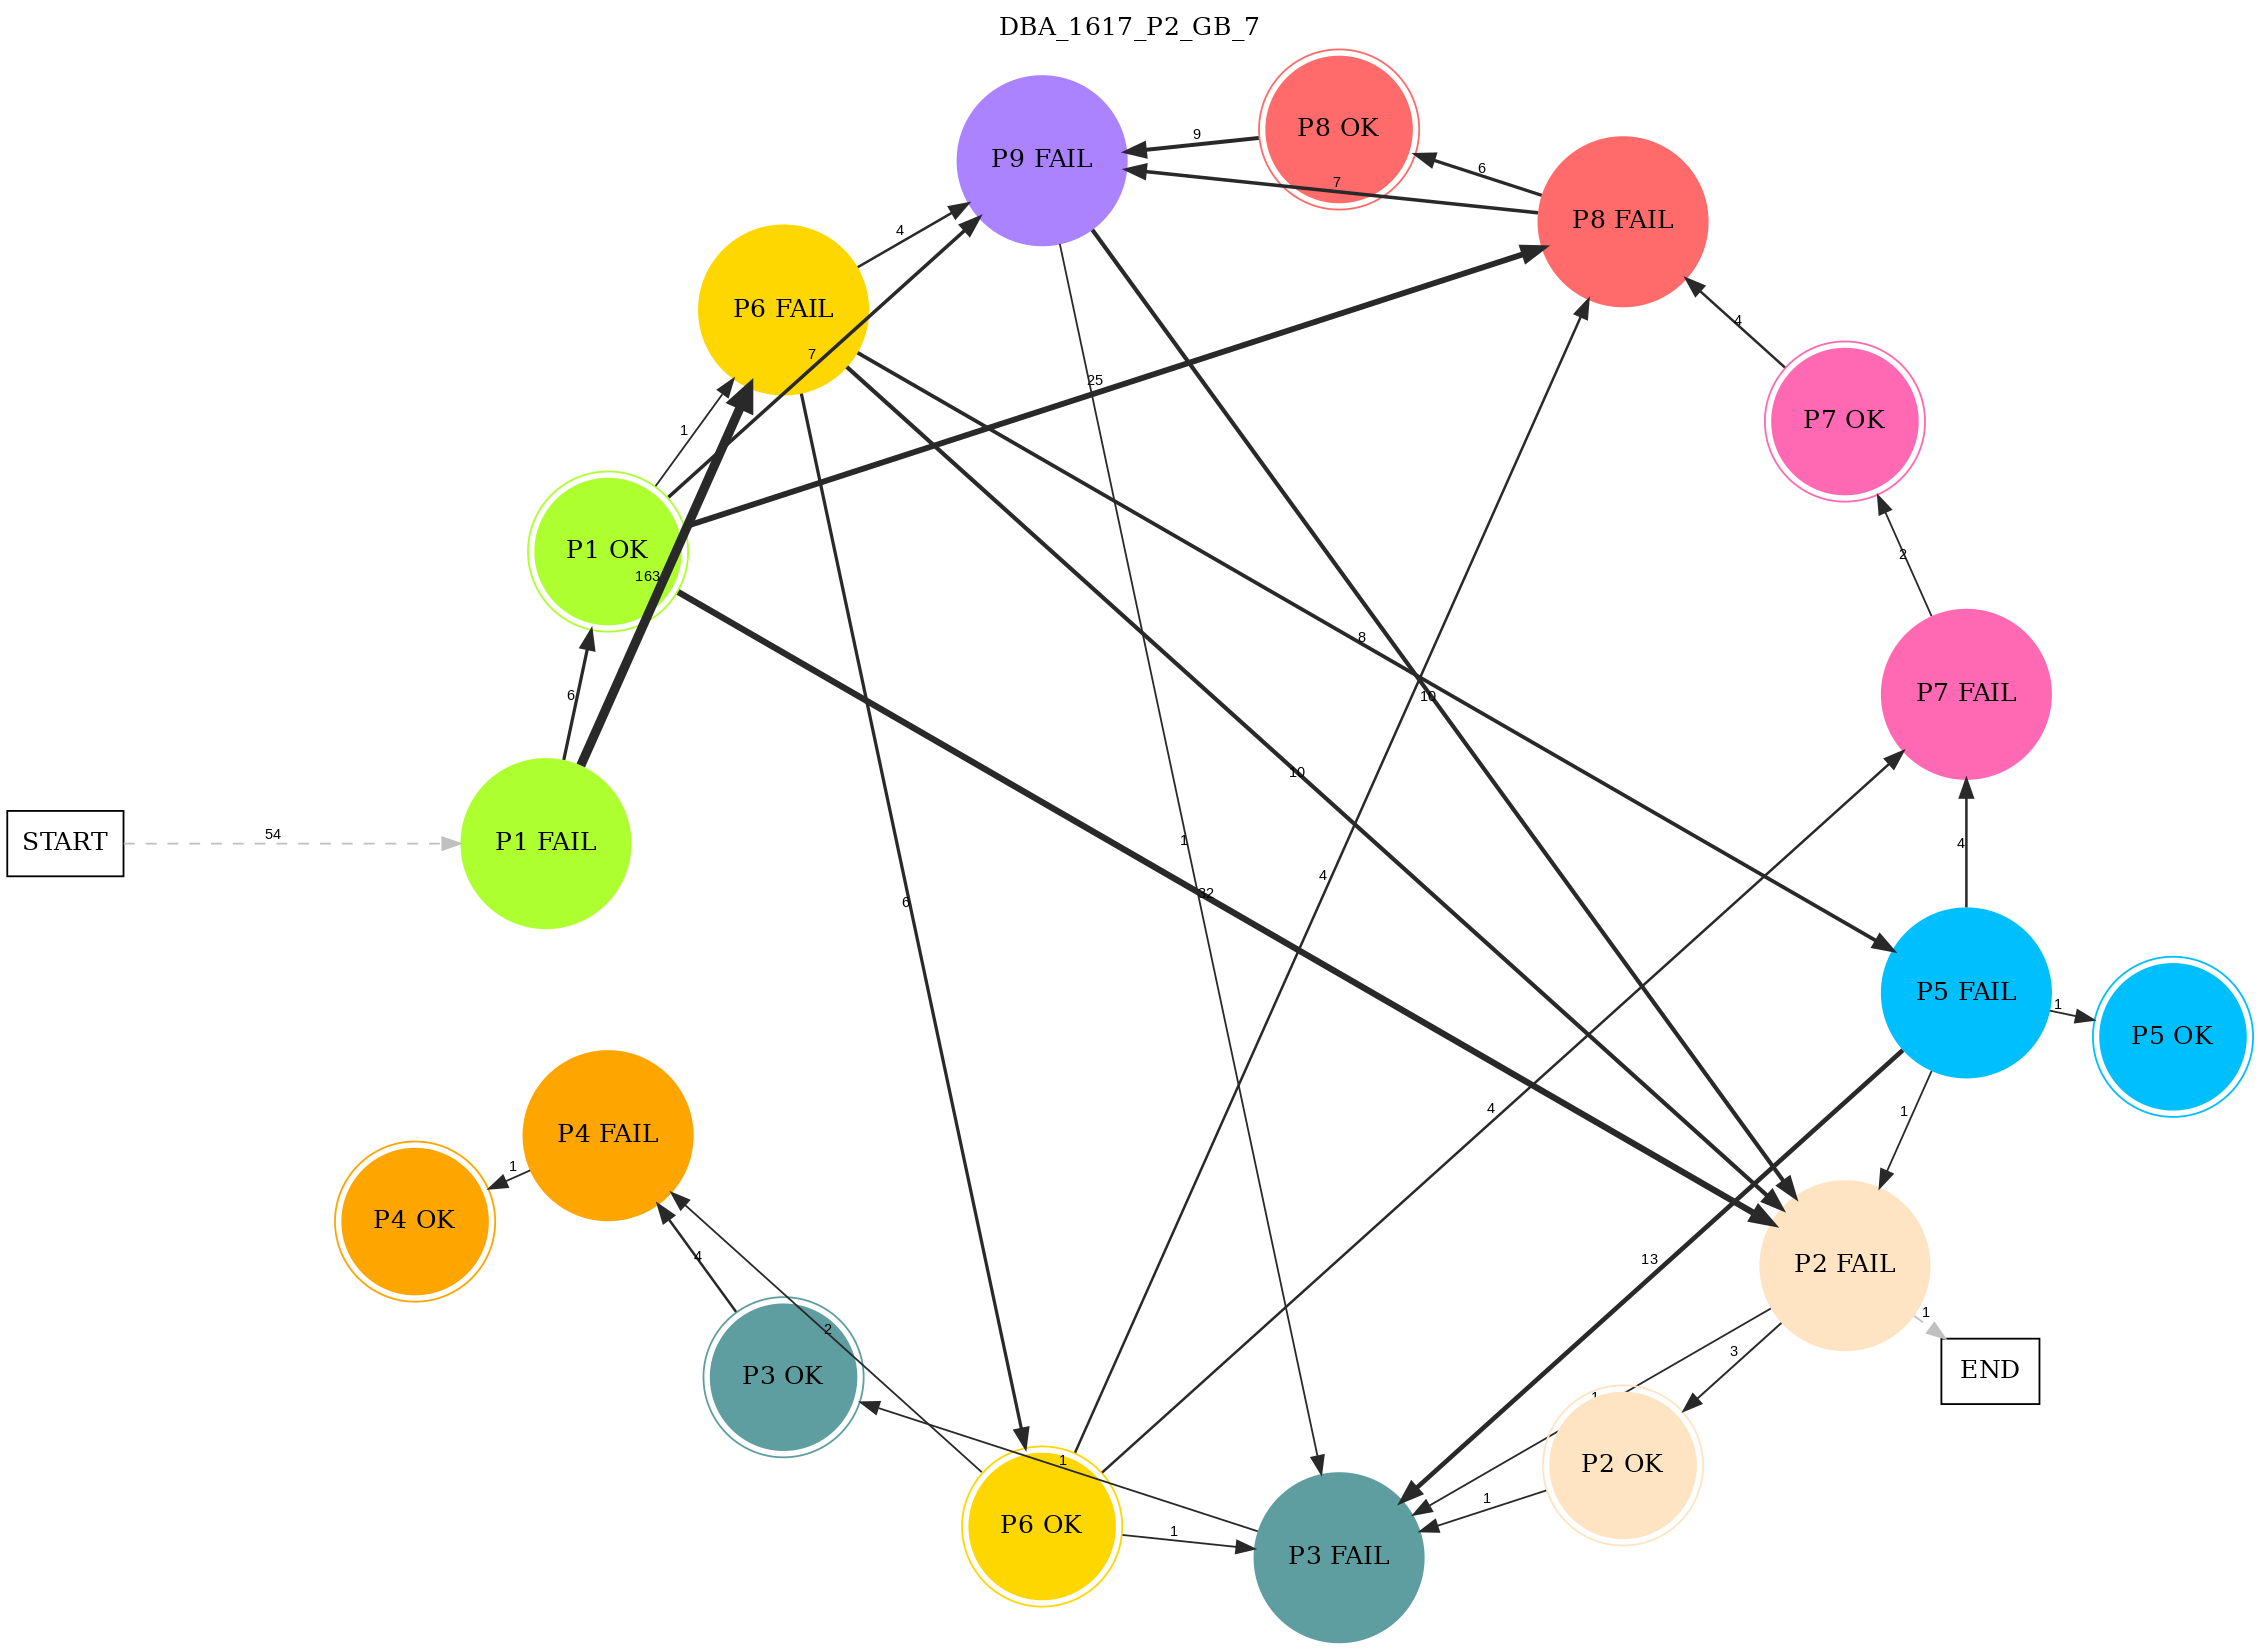 DBA_1617_P2_GB_7
P8 OK
9
P9 FAIL
6
7
P8 FAIL
4
P6 FAIL
4
7
25
P7 OK
1
P1 OK
2
163
8
6
10
P7 FAIL
10
54
START
P1 FAIL
1
4
4
32
6
P5 FAIL
1
P5 OK
4
1
P4 FAIL
1
P4 OK
4
13
P2 FAIL
1
2
3
END
P3 OK
1
P2 OK
1
1
P6 OK
1
P3 FAIL